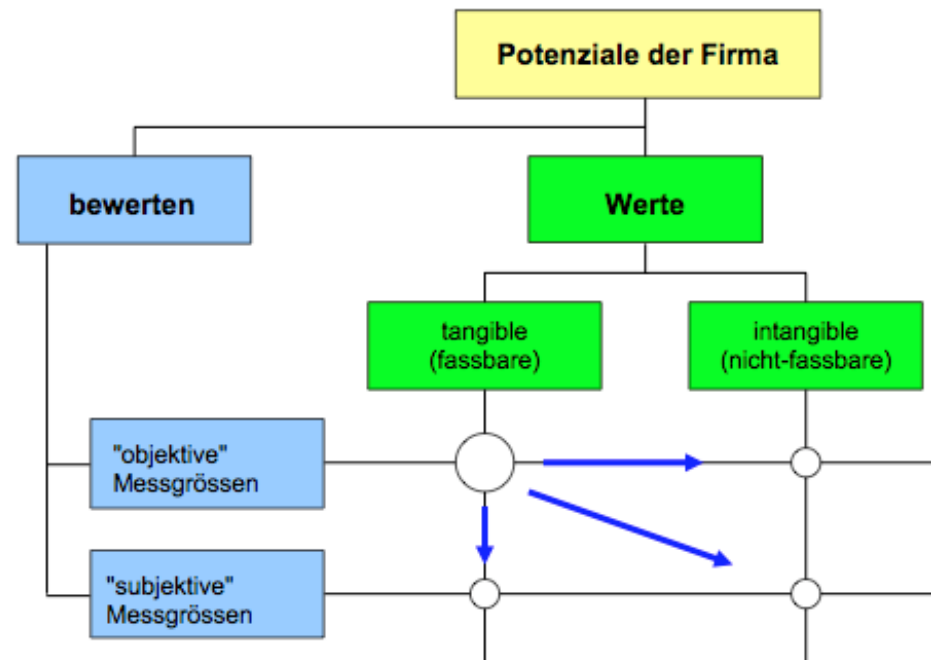 Potenziale der Firma
bewerten
Werte
tangible
(fassbare)
intangible
(nicht-fassbare)
"objektive"
Messgrössen
"subjektive"
Messgrössen